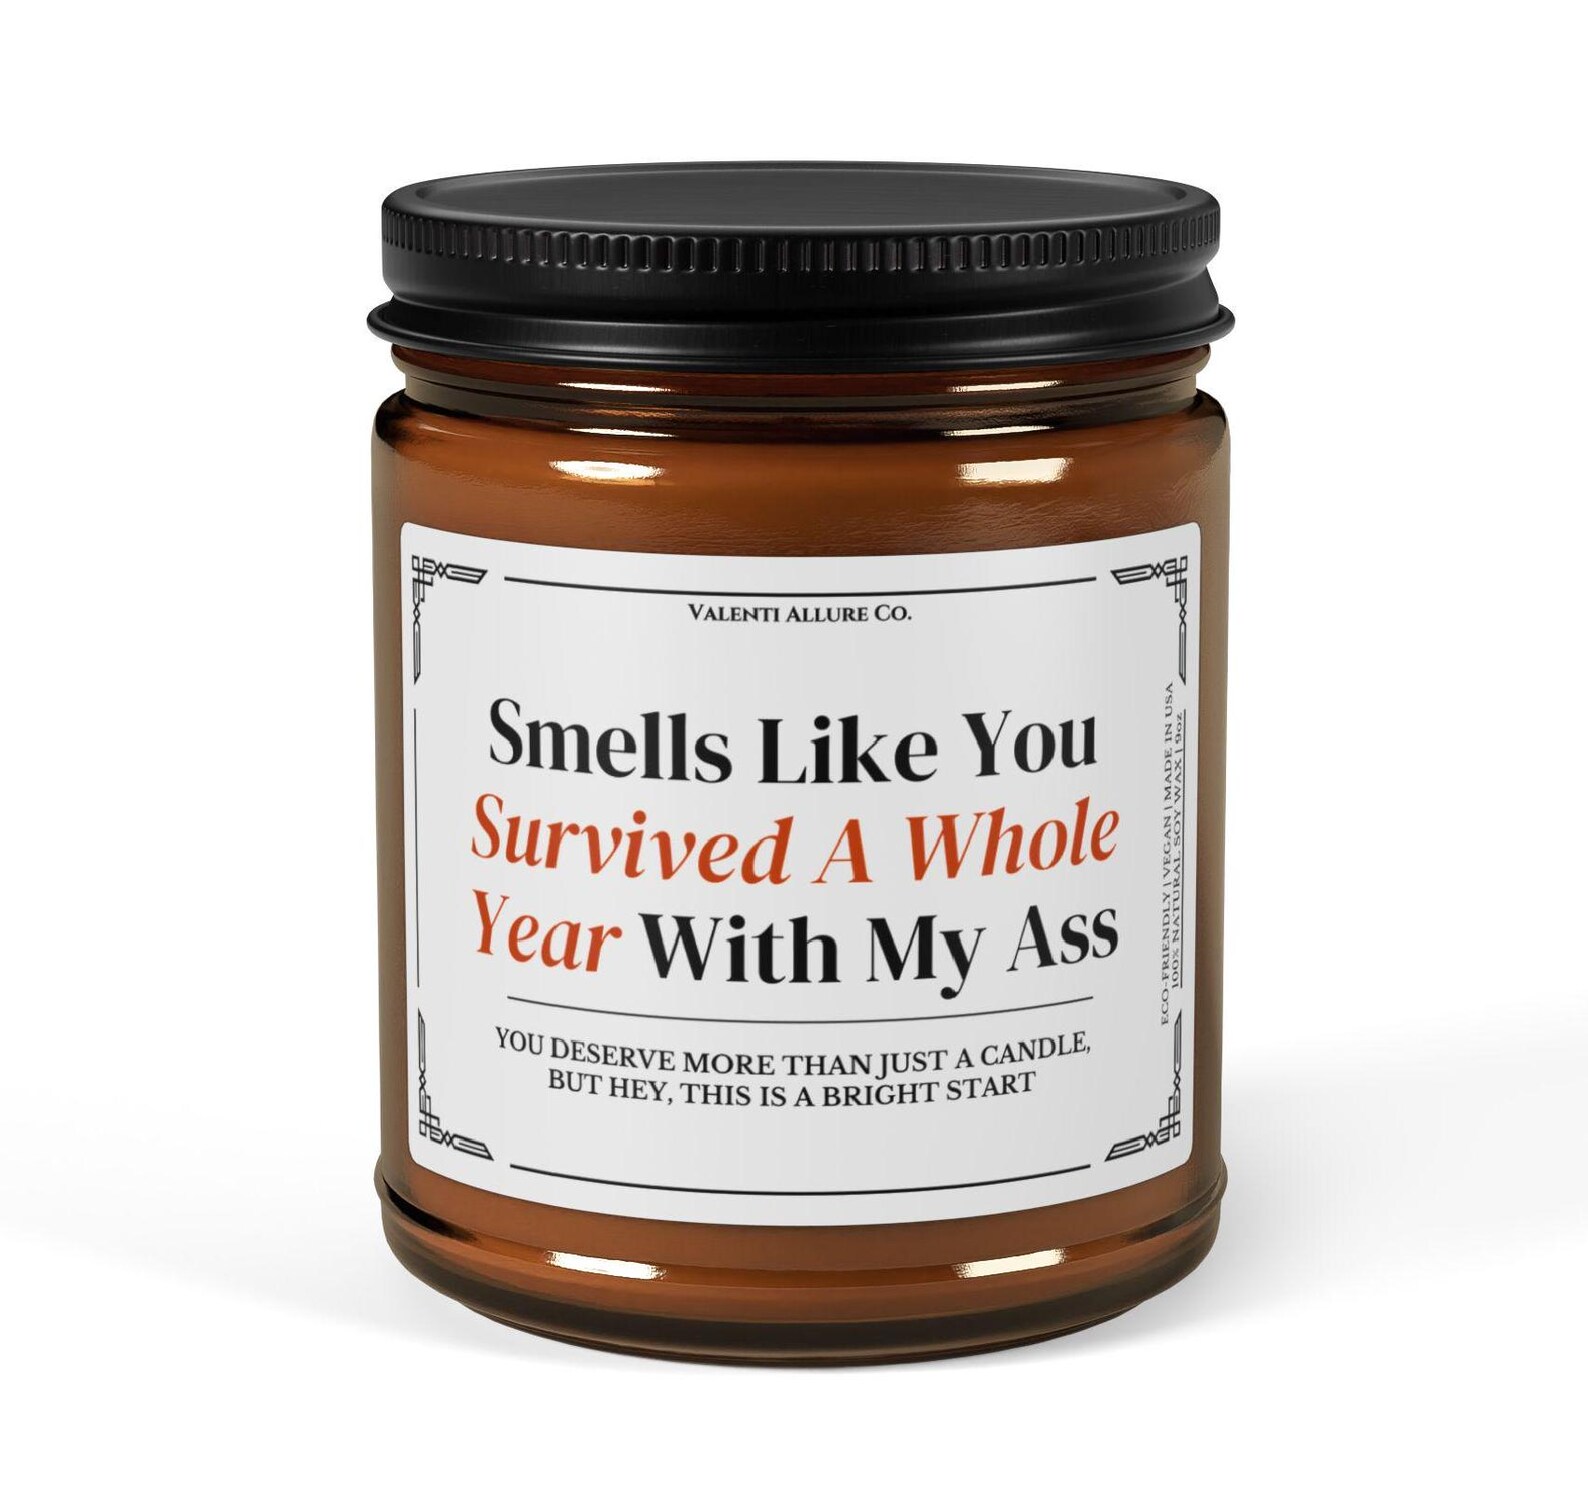 VALENTI ALLURE CO.
Smells Like You
Survived A Whole
Year With My Ass
YOU DESERVE MORE THAN JUST A CANDLE,
BUT HEY, THIS IS A BRIGHT START
ECO-FRIENDLY | VEGAN | MADE IN USA
100% NATURAL SOY WAX | 9oz